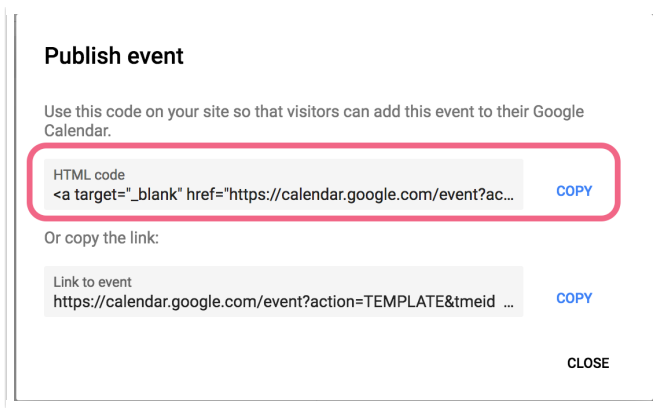 Publish event
Use this code on your site so that visitors can add this event to their Google
Calendar.
HTML code
<a target="_blank" href="https://calendar.google.com/event?ac...
COPY
Or copy the link:
Link to event
https://calendar.google.com/event?action=TEMPLATE&tmeid ...
COPY
CLOSE